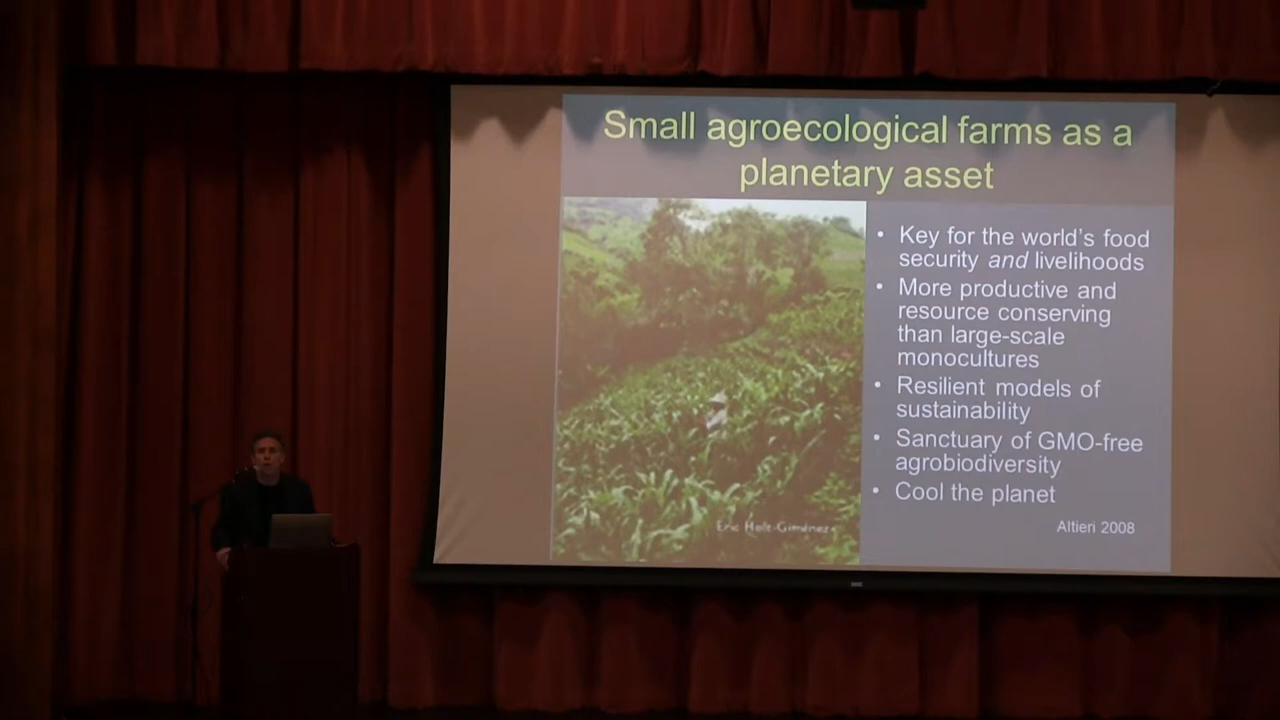 Small agroecological farms as a
planetary asset
• Key for the world's food
security and livelihoods
• More productive and
resource conserving
than large-scale
monocultures
• Resilient models of
sustainability
• Sanctuary of GMO-free
agrobiodiversity
• Cool the planet
Eric Holt-Giménez
Altieri 2008